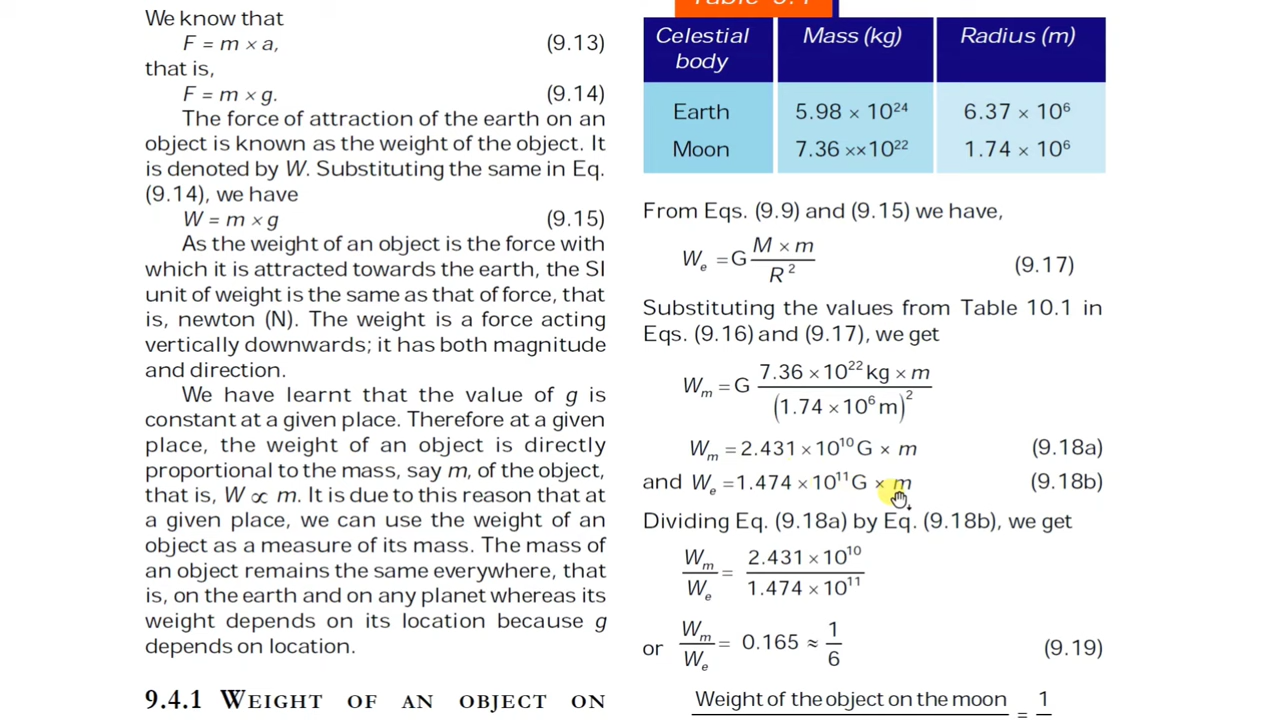 We know that
F = m × a, (9.13)
that is,
F = m × g. (9.14)
The force of attraction of the earth on an
object is known as the weight of the object. It
is denoted by W. Substituting the same in Eq.
(9.14), we have
W = m × g (9.15)
As the weight of an object is the force with
which it is attracted towards the earth, the SI
unit of weight is the same as that of force, that
is, newton (N). The weight is a force acting
vertically downwards; it has both magnitude
and direction.
We have learnt that the value of g is
constant at a given place. Therefore at a given
place, the weight of an object is directly
proportional to the mass, say m, of the object,
that is, W ∝ m. It is due to this reason that at
a given place, we can use the weight of an
object as a measure of its mass. The mass of
an object remains the same everywhere, that
is, on the earth and on any planet whereas its
weight depends on its location because g
depends on location.
9.4.1 WEIGHT OF AN OBJECT ON
Table 9.1
Celestial body Mass (kg) Radius (m)
Earth 5.98 × 10²⁴ 6.37 × 10⁶
Moon 7.36 ××10²² 1.74 × 10⁶
From Eqs. (9.9) and (9.15) we have,
Wₑ = G (M × m) / R² (9.17)
Substituting the values from Table 10.1 in
Eqs. (9.16) and (9.17), we get
Wₘ = G (7.36 × 10²² kg × m) / (1.74 × 10⁶ m)²
Wₘ = 2.431 × 10¹⁰ G × m (9.18a)
and Wₑ = 1.474 × 10¹¹ G × m (9.18b)
Dividing Eq. (9.18a) by Eq. (9.18b), we get
Wₘ / Wₑ = 2.431 × 10¹⁰ / 1.474 × 10¹¹
or Wₘ / Wₑ = 0.165 ≈ 1/6 (9.19)
Weight of the object on the moon = 1